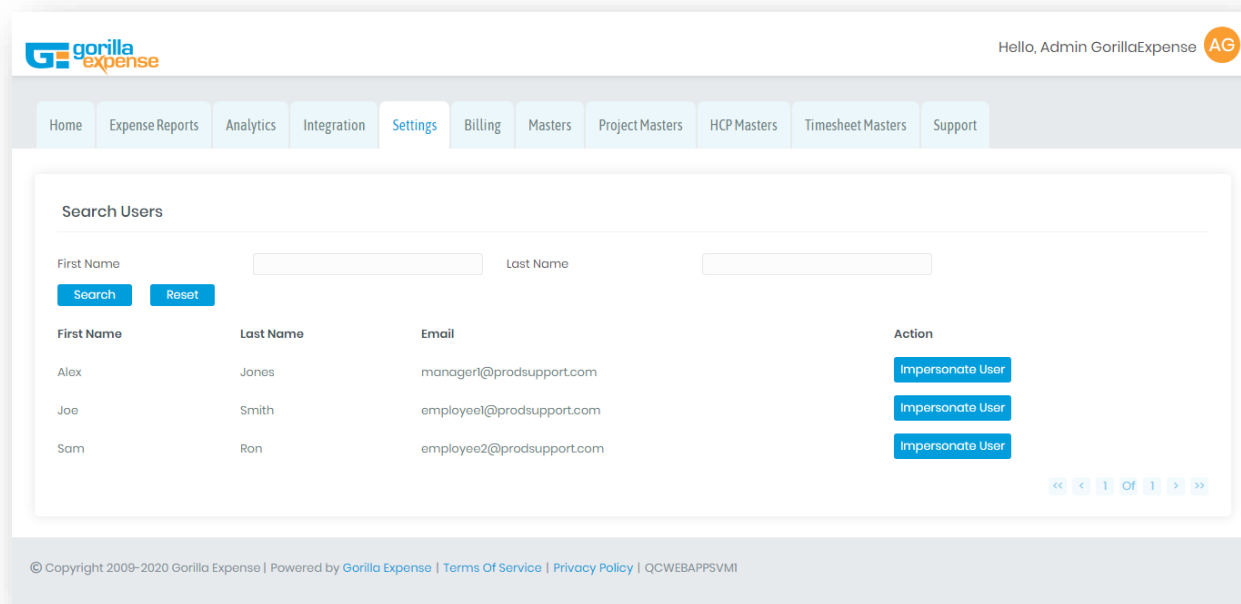 GE gorilla expense
Hello, Admin GorillaExpense AG
Home Expense Reports Analytics Integration Settings Billing Masters Project Masters HCP Masters Timesheet Masters Support
Search Users
First Name Last Name
Search Reset
First Name Last Name Email Action
Alex Jones manager1@prodsupport.com Impersonate User
Joe Smith employee1@prodsupport.com Impersonate User
Sam Ron employee2@prodsupport.com Impersonate User
<< < 1 Of 1 > >>
© Copyright 2009-2020 Gorilla Expense | Powered by Gorilla Expense | Terms Of Service | Privacy Policy | QCWEBAPPSVM1